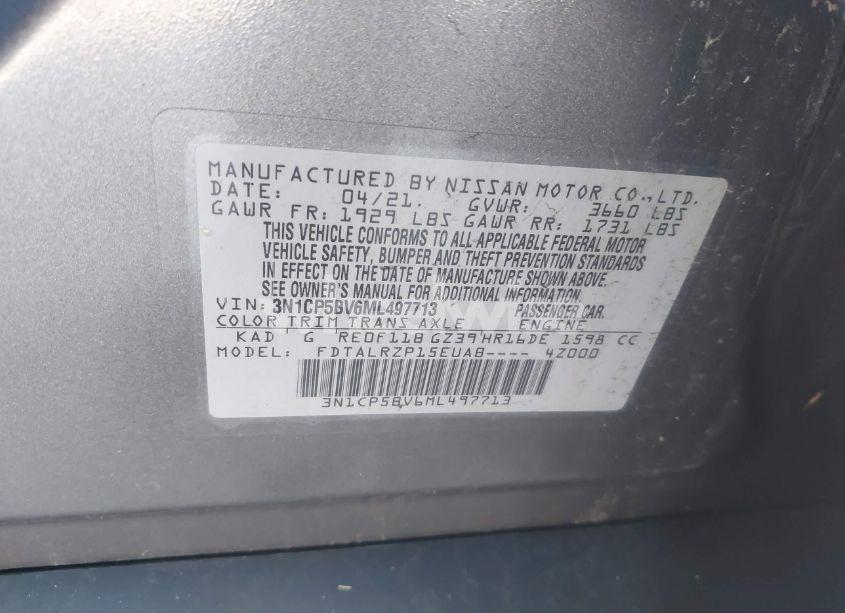 MANUFACTURED BY NISSAN MOTOR CO., LTD.
DATE: 04/21. GVWR: 3660 LBS
GAWR FR: 1929 LBS GAWR RR: 1731 LBS
THIS VEHICLE CONFORMS TO ALL APPLICABLE FEDERAL MOTOR
VEHICLE SAFETY, BUMPER AND THEFT PREVENTION STANDARDS
IN EFFECT ON THE DATE OF MANUFACTURE SHOWN ABOVE.
SEE OWNER'S MANUAL FOR ADDITIONAL INFORMATION.
VIN: 3N1CP5BV6ML497713 PASSENGER CAR.
COLOR TRIM TRANS AXLE ENGINE
KAD G RE0F11B GZ39 HR16DE 1598 CC
MODEL: FDTALRZP15EUAB---- 4Z000
3N1CP5BV6ML497713